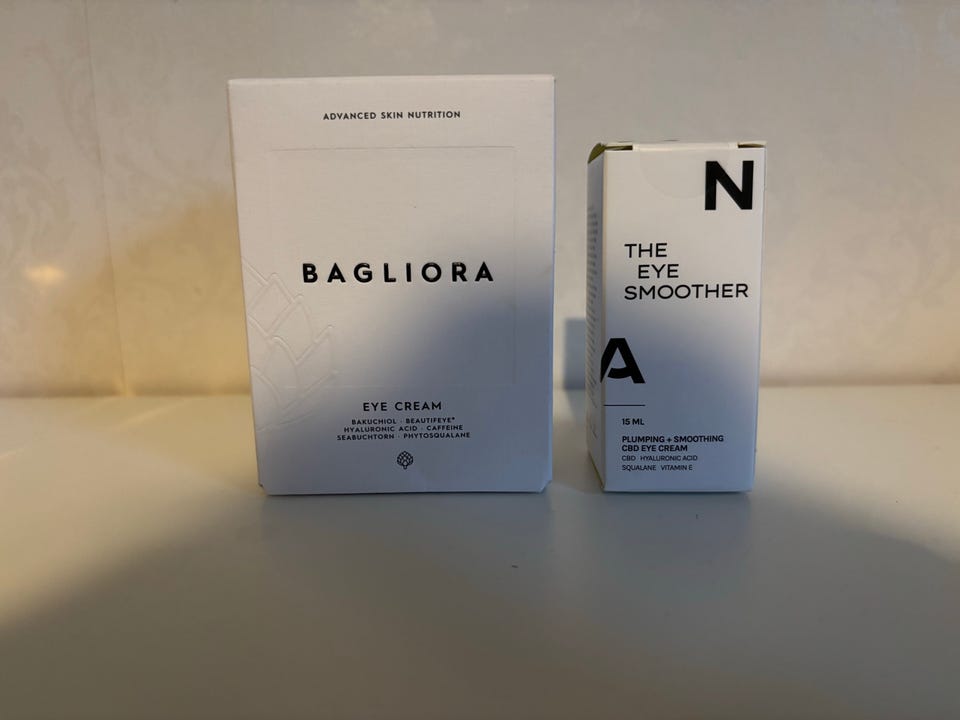 ADVANCED SKIN NUTRITION
BAGLIORA
EYE CREAM
BAKUCHIOL · BEAUTIFEYE®
HYALURONIC ACID · CAFFEINE
SEABUCHTORN · PHYTOSQUALANE
N
THE
EYE
SMOOTHER
A
15 ML
PLUMPING + SMOOTHING
CBD EYE CREAM
CBD HYALURONIC ACID
SQUALANE VITAMIN E